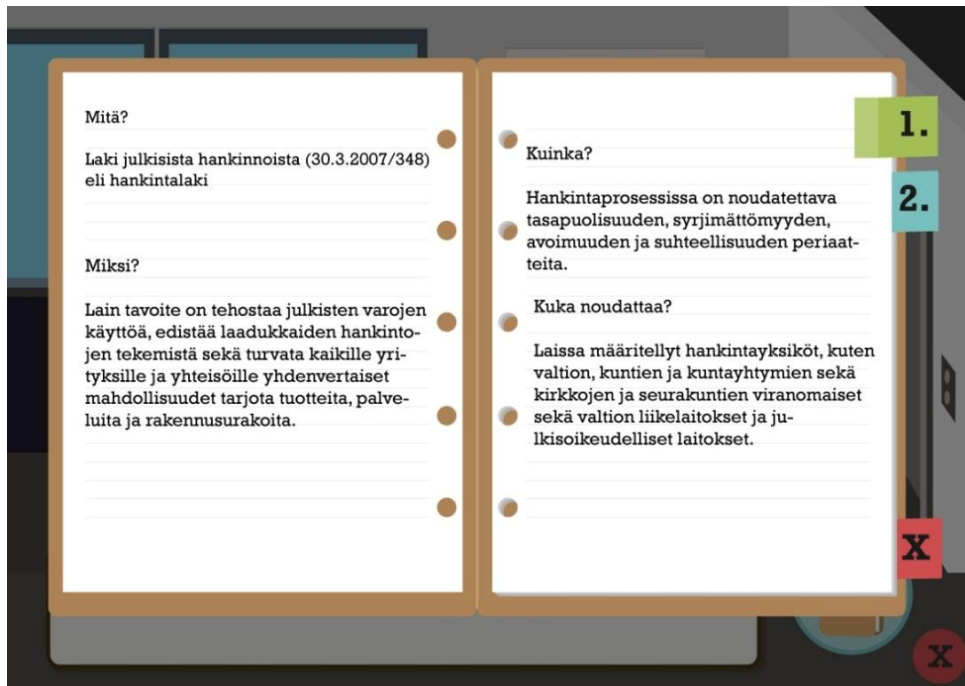 Mitä?
Laki julkisista hankinnoista (30.3.2007/348)
eli hankintalaki
Miksi?
Lain tavoite on tehostaa julkisten varojen
käyttöä, edistää laadukkaiden hankinto-
jen tekemistä sekä turvata kaikille yri-
tyksille ja yhteisöille yhdenvertaiset
mahdollisuudet tarjota tuotteita, palve-
luita ja rakennusurakoita.
Kuinka?
Hankintaprosessissa on noudatettava
tasapuolisuuden, syrjimättömyyden,
avoimuuden ja suhteellisuuden periaat-
teita.
Kuka noudattaa?
Laissa määritellyt hankintayksiköt, kuten
valtion, kuntien ja kuntayhtymien sekä
kirkkojen ja seurakuntien viranomaiset
sekä valtion liikelaitokset ja ju-
lkisoikeudelliset laitokset.
1.
2.
X
X